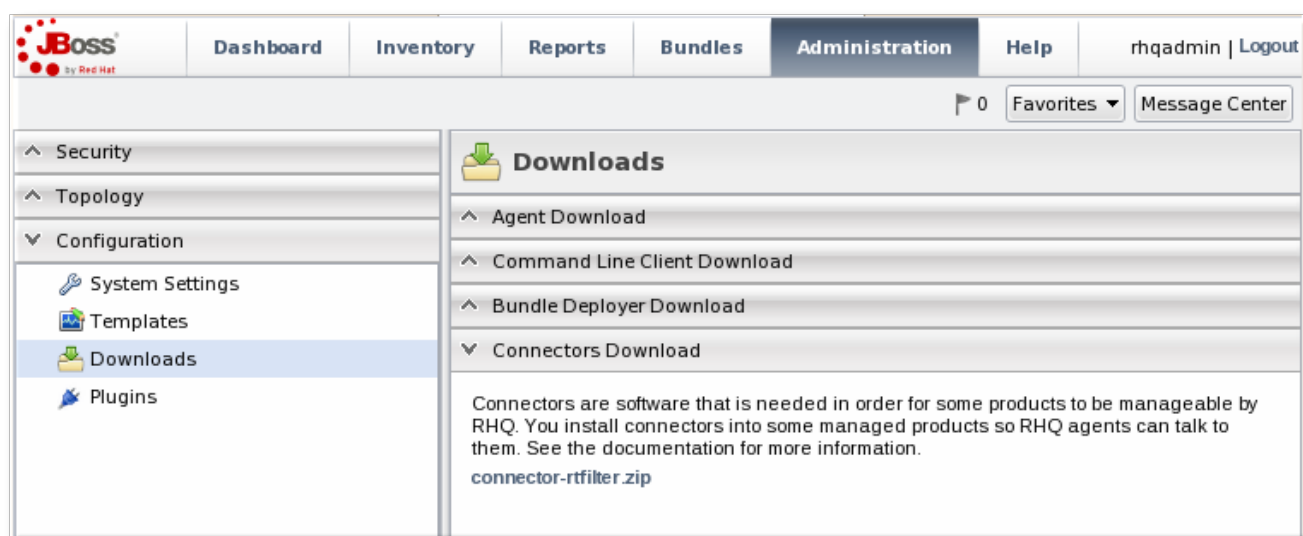 JBoss
by Red Hat
Dashboard Inventory Reports Bundles Administration Help rhqadmin | Logout
0 Favorites Message Center
Security
Topology
Configuration
System Settings
Templates
Downloads
Plugins
Downloads
Agent Download
Command Line Client Download
Bundle Deployer Download
Connectors Download
Connectors are software that is needed in order for some products to be manageable by
RHQ. You install connectors into some managed products so RHQ agents can talk to
them. See the documentation for more information.
connector-rtfilter.zip